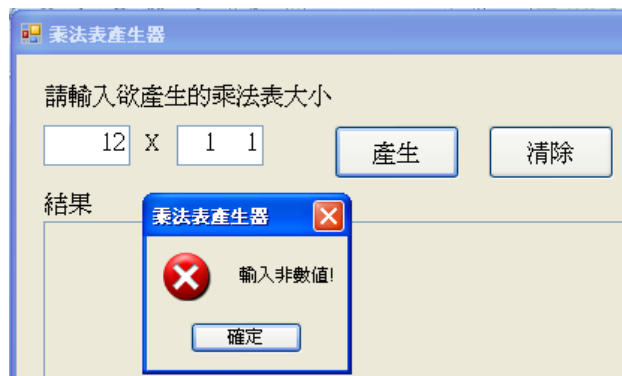 乘法表產生器
請輸入欲產生的乘法表大小
12 X 1 1 產生 清除
結果
乘法表產生器
輸入非數值!
確定